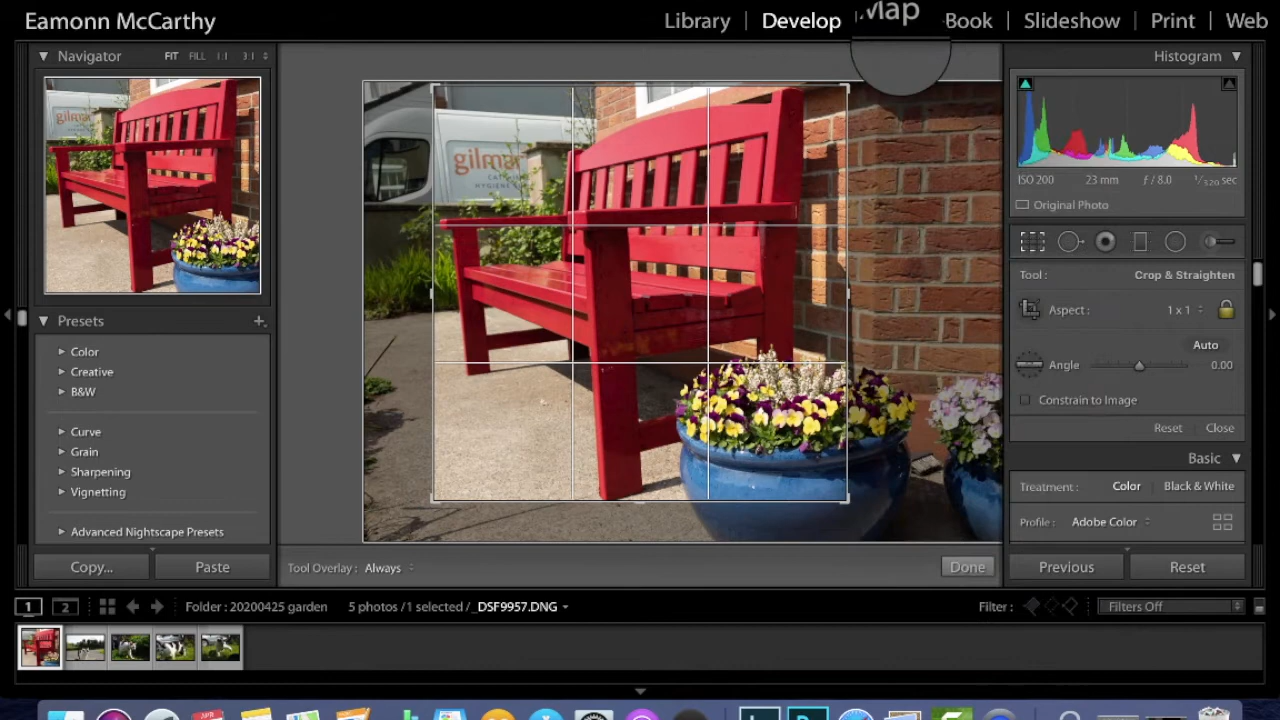 Eamonn McCarthy
Library | Develop | Map | Book | Slideshow | Print | Web
Navigator FIT FILL 1:1 3:1
Histogram
ISO 200 23 mm ƒ / 8.0 1/320 sec
Original Photo
Tool : Crop & Straighten
Aspect : 1 x 1
Auto
Angle 0.00
Constrain to Image
Reset Close
Basic
Treatment : Color | Black & White
Profile : Adobe Color
Presets +
Color
Creative
B&W
Curve
Grain
Sharpening
Vignetting
Advanced Nightscape Presets
Copy... Paste
gilmar
HYGIENE
Tool Overlay : Always
Done
Previous Reset
1 2 Folder : 20200425 garden 5 photos / 1 selected / _DSF9957.DNG
Filter : Filters Off